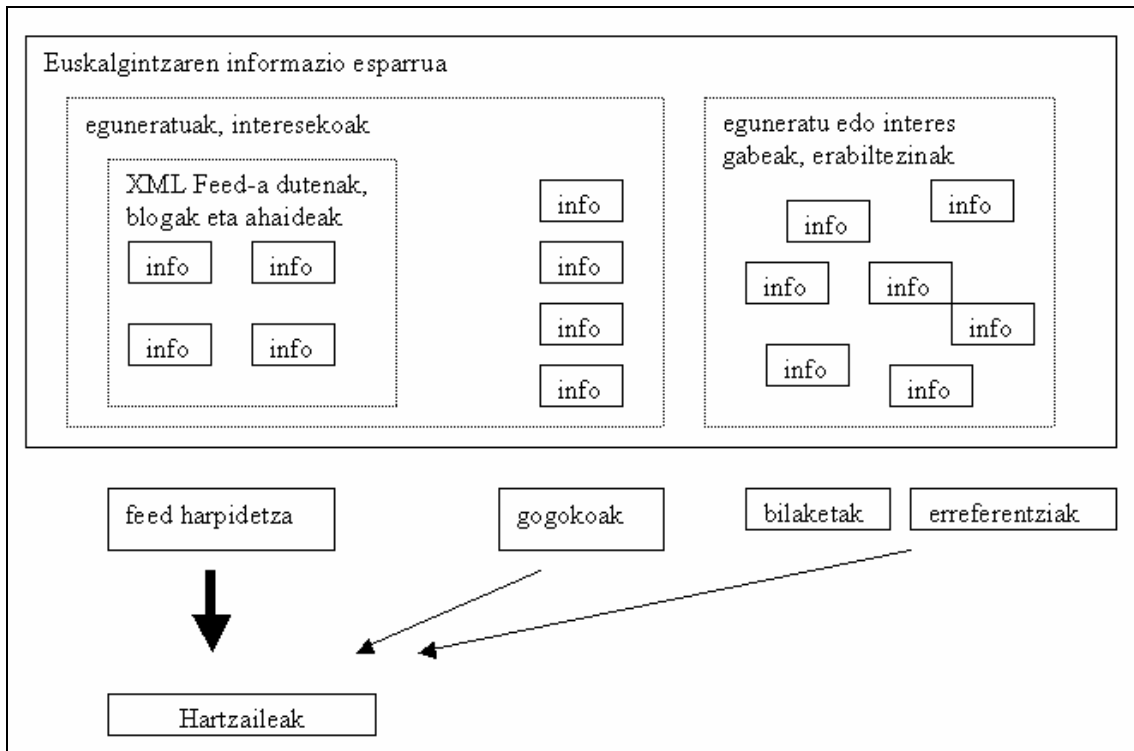 Euskalgintzaren informazio esparrua
eguneratuak, interesekoak
XML Feed-a dutenak,
blogak eta ahaideak
info
info
info
info
info
info
info
info
eguneratu edo interes
gabeak, erabiltezinak
info
info
info
info
info
info
info
feed harpidetza
gogokoak
bilaketak
erreferentziak
Hartzaileak